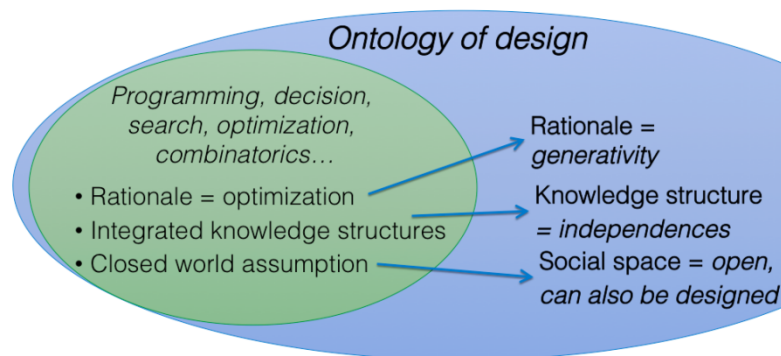 Ontology of design
Programming, decision,
search, optimization,
combinatorics…
• Rationale = optimization
• Integrated knowledge structures
• Closed world assumption
Rationale =
generativity
Knowledge structure
= independences
Social space = open,
can also be designed